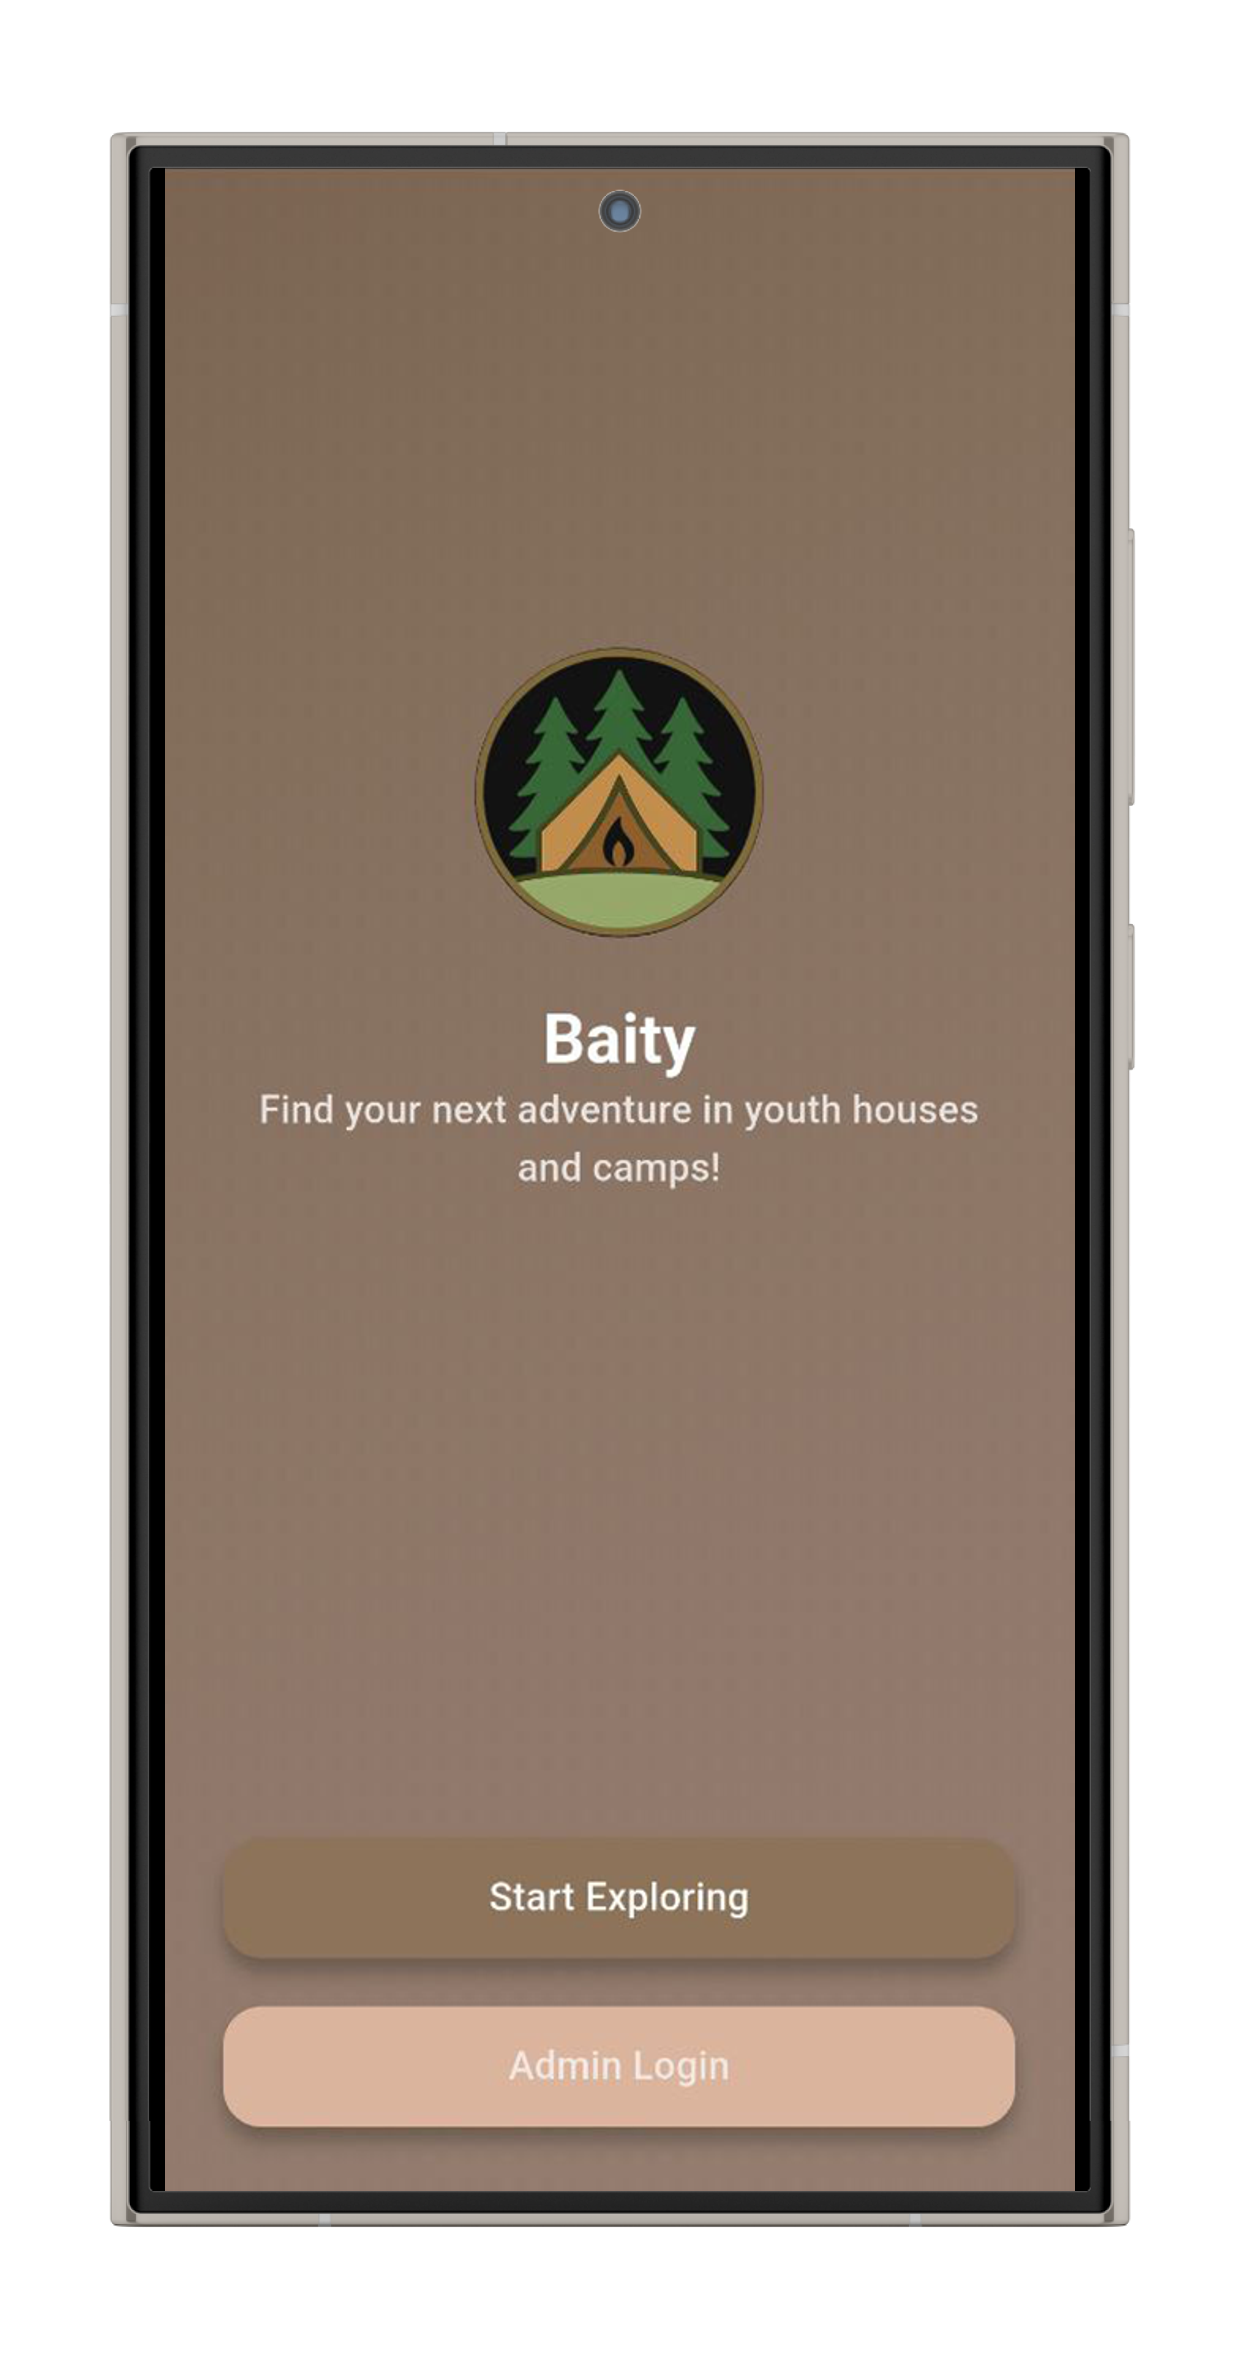 Baity
Find your next adventure in youth houses
and camps!
Start Exploring
Admin Login